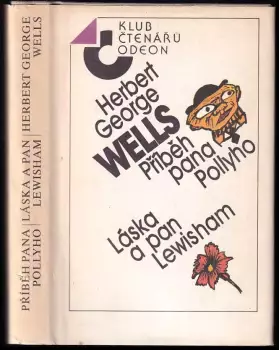 PŘÍBĚH PANA POLLYHO
LÁSKA A PAN LEWISHAM
HERBERT GEORGE WELLS
KLUB
ČTENÁŘŮ
ODEON
Herbert
George
WELLS
Příběh
pana
Pollyho
Láska
a pan
Lewisham